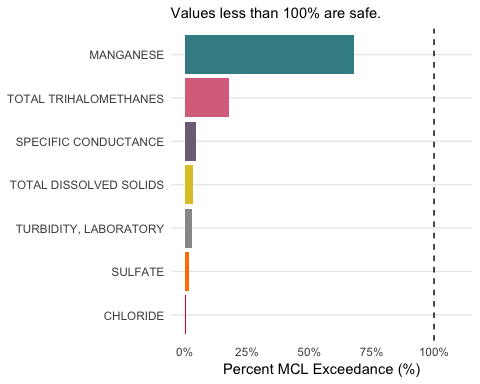 Values less than 100% are safe.
MANGANESE
TOTAL TRIHALOMETHANES
SPECIFIC CONDUCTANCE
TOTAL DISSOLVED SOLIDS
TURBIDITY, LABORATORY
SULFATE
CHLORIDE
0% 25% 50% 75% 100%
Percent MCL Exceedance (%)